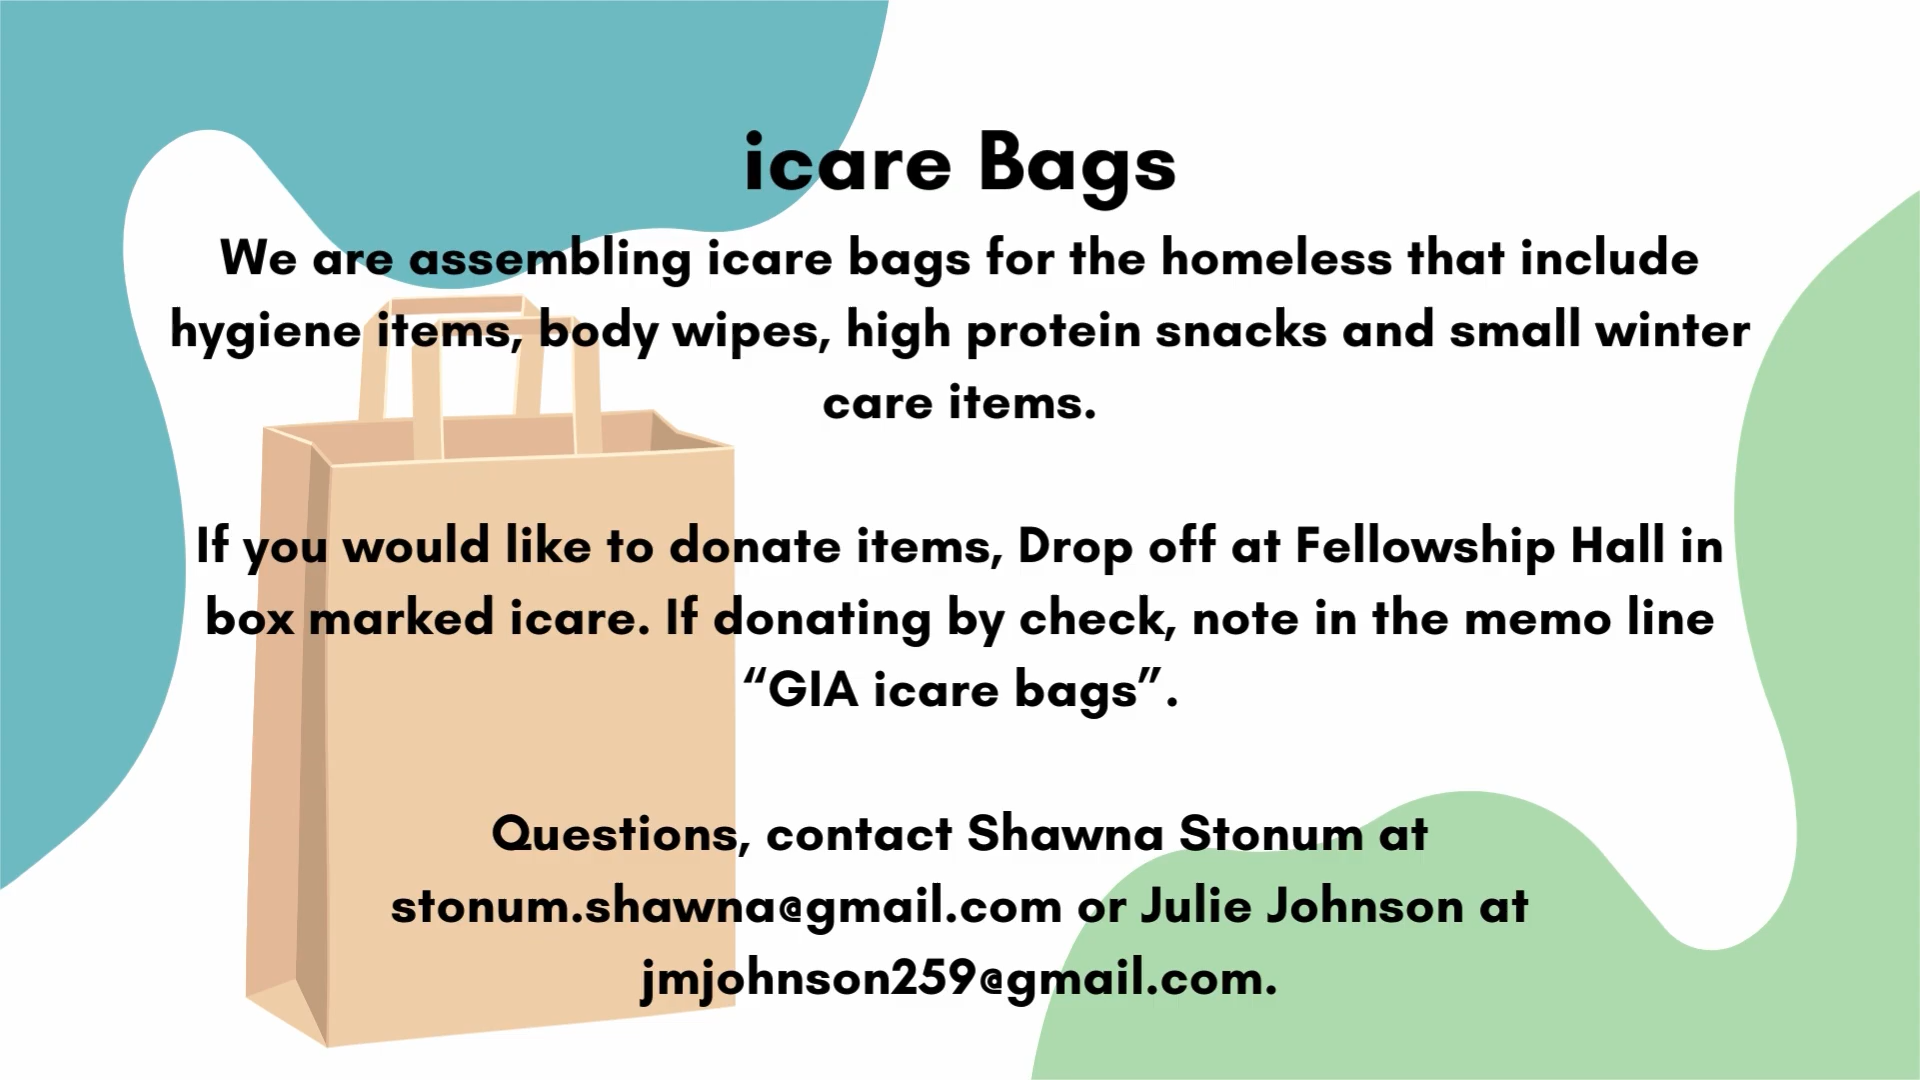 icare Bags
We are assembling icare bags for the homeless that include
hygiene items, body wipes, high protein snacks and small winter
care items.
If you would like to donate items, Drop off at Fellowship Hall in
box marked icare. If donating by check, note in the memo line
“GIA icare bags”.
Questions, contact Shawna Stonum at
stonum.shawna@gmail.com or Julie Johnson at
jmjohnson259@gmail.com.